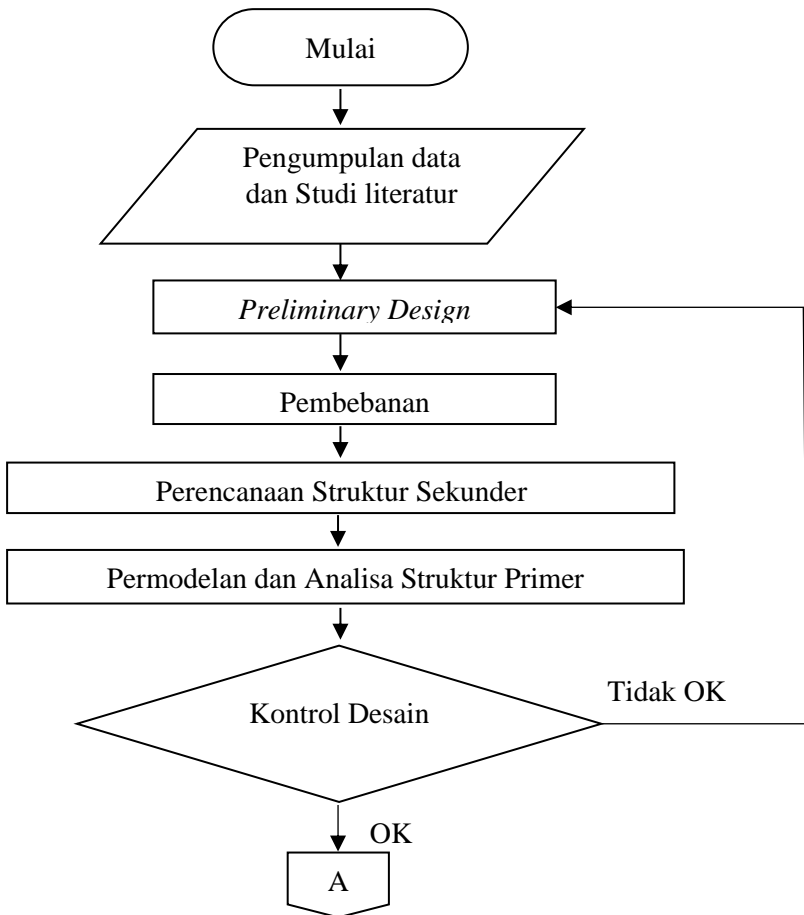 Mulai
Pengumpulan data
dan Studi literatur
Preliminary Design
Pembebanan
Perencanaan Struktur Sekunder
Permodelan dan Analisa Struktur Primer
Kontrol Desain
Tidak OK
OK
A